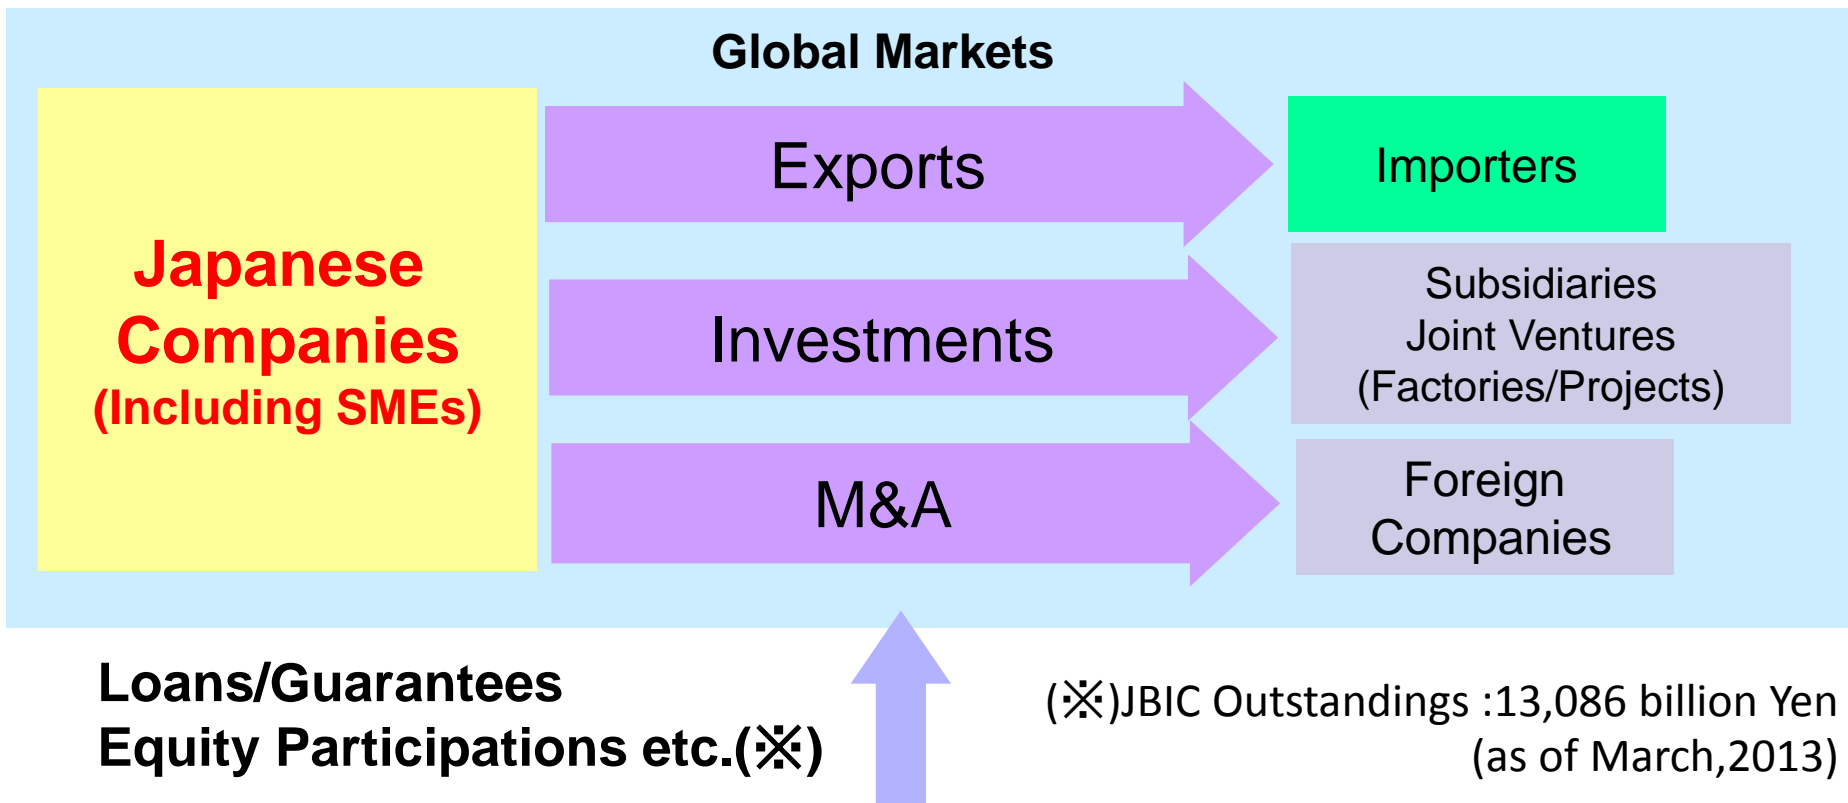 Global Markets
Japanese
Companies
(Including SMEs)
Exports
Importers
Investments
Subsidiaries
Joint Ventures
(Factories/Projects)
M&A
Foreign
Companies
Loans/Guarantees
Equity Participations etc.(※)
(※)JBIC Outstandings :13,086 billion Yen
(as of March,2013)